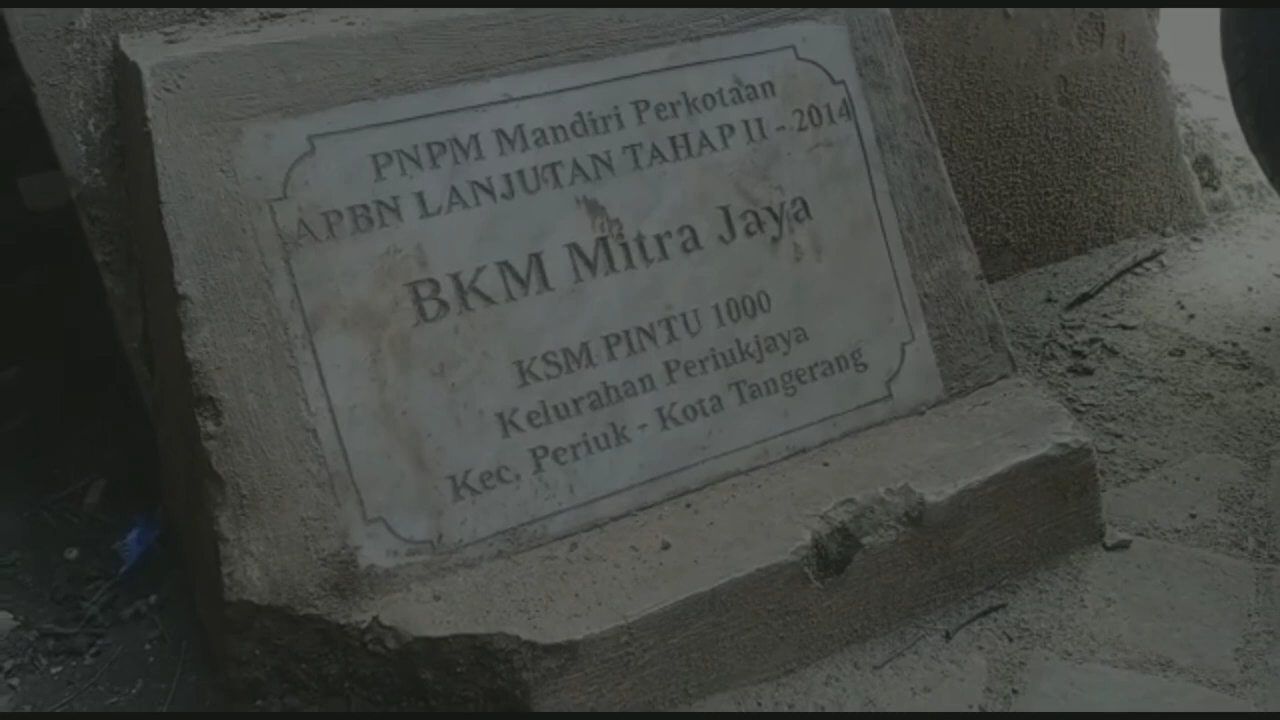 PNPM Mandiri Perkotaan
APBN LANJUTAN TAHAP II - 2014
BKM Mitra Jaya
KSM PINTU 1000
Kelurahan Periukjaya
Kec. Periuk - Kota Tangerang